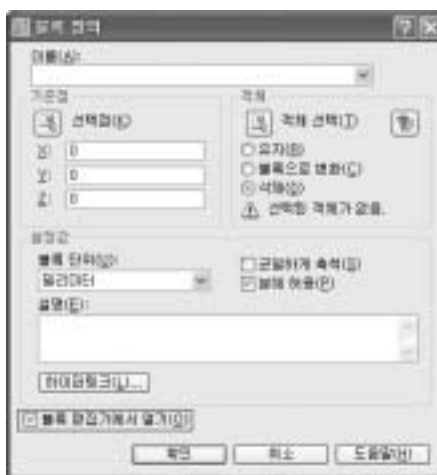 블록 정의
이름(A):
기준점
선택점(K)
X: 0
Y: 0
Z: 0
객체
객체 선택(T)
유지(R)
블록으로 변환(C)
삭제(D)
선택된 객체가 없음.
설정값
블록 단위(U):
밀리미터
균일하게 축척(S)
분해 허용(P)
설명(E):
하이퍼링크(L)...
블록 편집기에서 열기(O)
확인
취소
도움말(H)